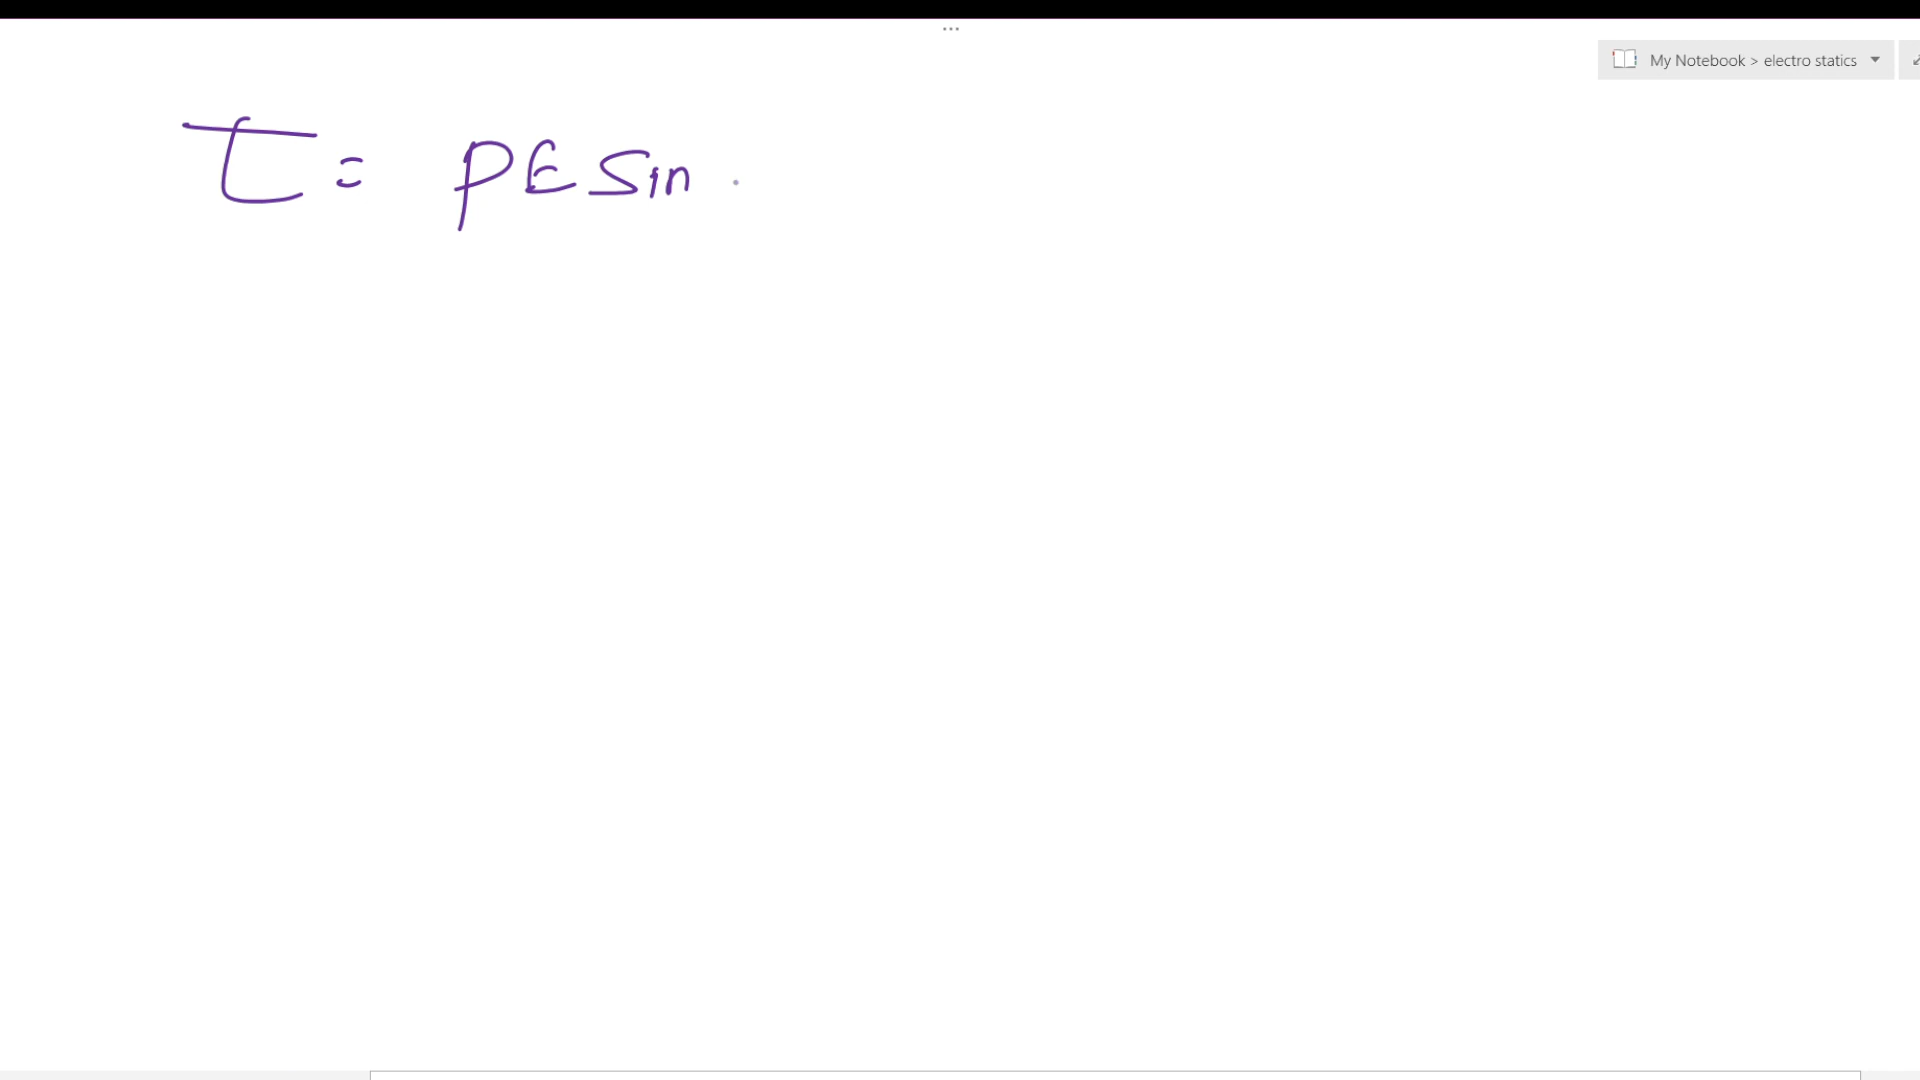 My Notebook > electro statics
τ = PE sin